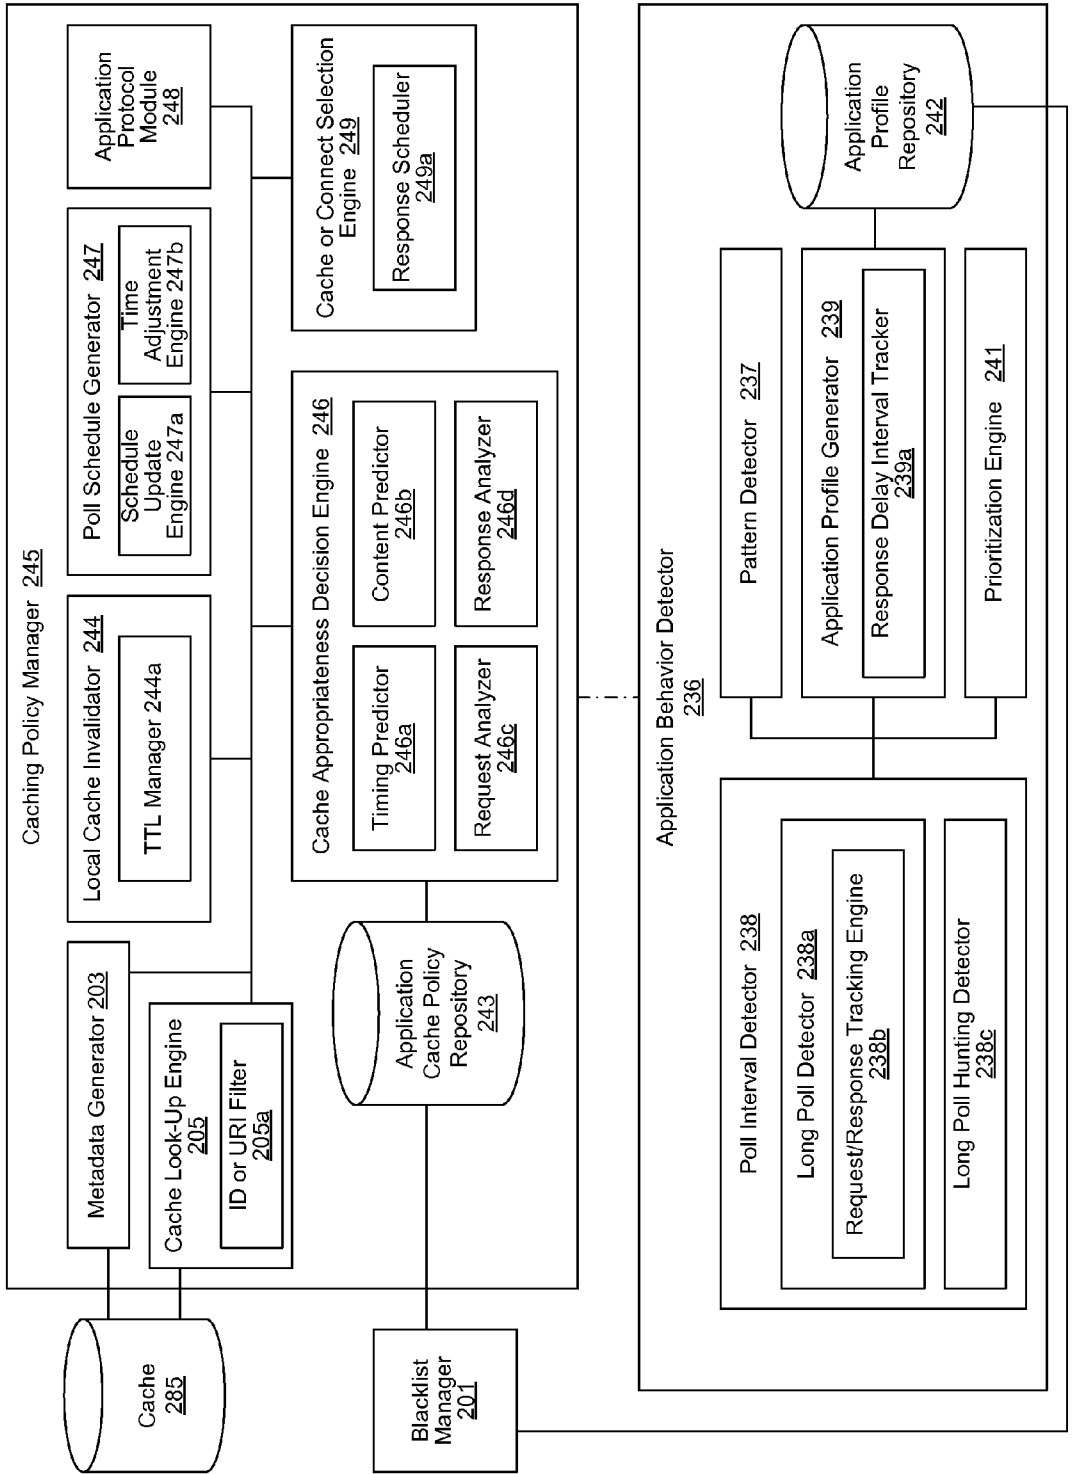 Caching Policy Manager 245
Cache
285
Metadata Generator 203
Cache Look-Up Engine
205
ID or URI Filter
205a
Local Cache Invalidator 244
TTL Manager 244a
Poll Schedule Generator 247
Schedule
Update
Engine 247a
Time
Adjustment
Engine 247b
Application
Protocol
Module
248
Blacklist
Manager
201
Application
Cache Policy
Repository
243
Cache Appropriateness Decision Engine 246
Timing Predictor
246a
Content Predictor
246b
Request Analyzer
246c
Response Analyzer
246d
Cache or Connect Selection
Engine 249
Response Scheduler
249a
Application Behavior Detector
236
Poll Interval Detector 238
Long Poll Detector 238a
Request/Response Tracking Engine
238b
Long Poll Hunting Detector
238c
Pattern Detector 237
Application Profile Generator 239
Response Delay Interval Tracker
239a
Prioritization Engine 241
Application
Profile
Repository
242